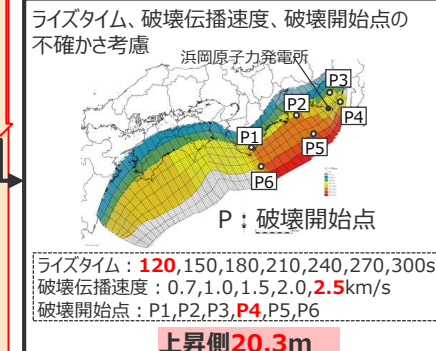 ライズタイム、破壊伝播速度、破壊開始点の
不確かさ考慮
浜岡原子力発電所
P3
P2
P4
P1
P5
P6
P：破壊開始点
ライズタイム：120,150,180,210,240,270,300s
破壊伝播速度：0.7,1.0,1.5,2.0,2.5km/s
破壊開始点：P1,P2,P3,P4,P5,P6
上昇側20.3m